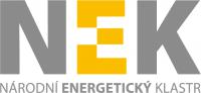 NEK
NÁRODNÍ ENERGETICKÝ KLASTR